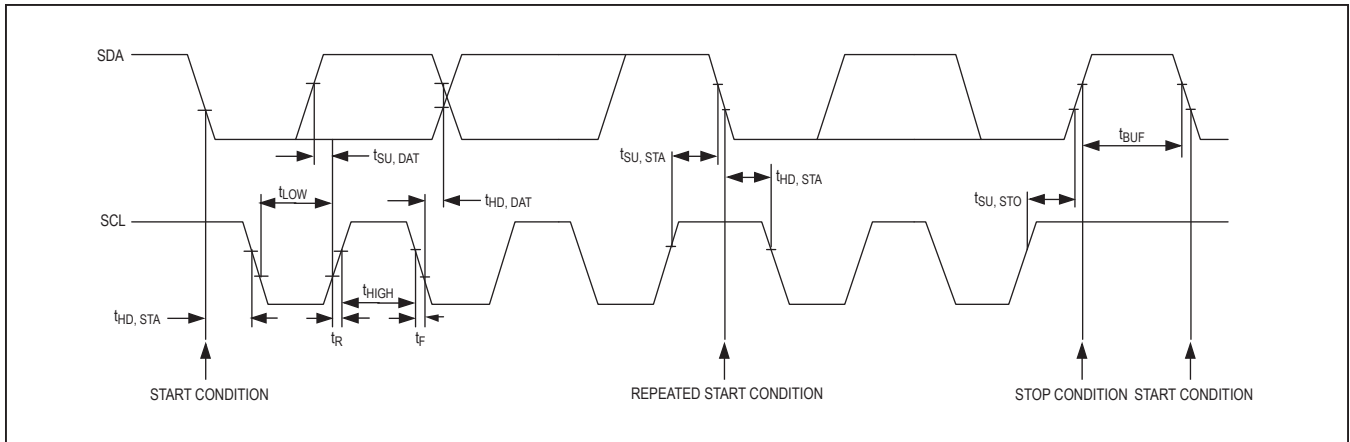 SDA
tSU, DAT
tSU, STA
tHD, STA
tBUF
tLOW
tHD, DAT
tSU, STO
SCL
tHIGH
tHD, STA
tR
tF
START CONDITION
REPEATED START CONDITION
STOP CONDITION
START CONDITION